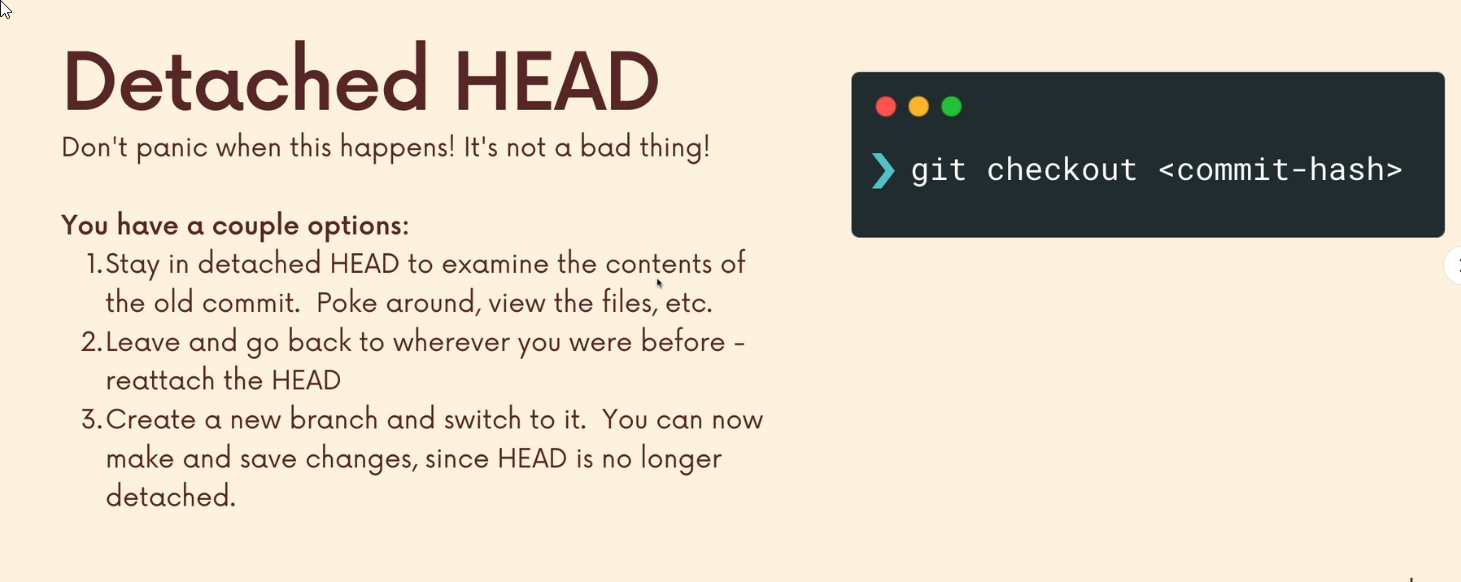 Detached HEAD
Don't panic when this happens! It's not a bad thing!
You have a couple options:
1.Stay in detached HEAD to examine the contents of
the old commit.  Poke around, view the files, etc.
2.Leave and go back to wherever you were before -
reattach the HEAD
3.Create a new branch and switch to it.  You can now
make and save changes, since HEAD is no longer
detached.
❯ git checkout <commit-hash>